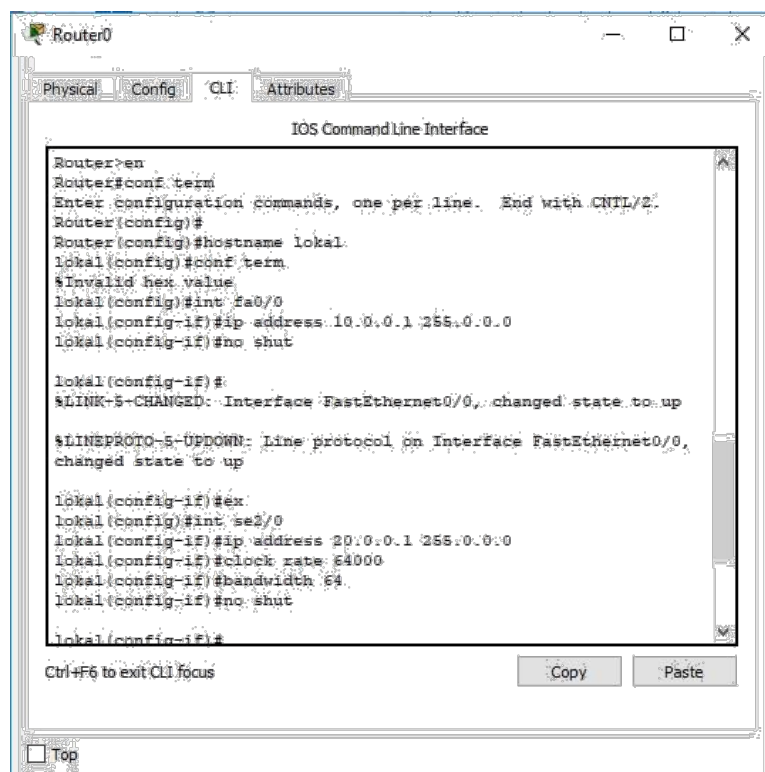 Router0
Physical Config CLI Attributes
IOS Command Line Interface
Router>en
Router#conf term
Enter configuration commands, one per line. End with CNTL/Z.
Router(config)#
Router(config)#hostname lokal
lokal(config)#conf term
%Invalid hex value
lokal(config)#int fa0/0
lokal(config-if)#ip address 10.0.0.1 255.0.0.0
lokal(config-if)#no shut
lokal(config-if)#
%LINK-5-CHANGED: Interface FastEthernet0/0, changed state to up
%LINEPROTO-5-UPDOWN: Line protocol on Interface FastEthernet0/0,
changed state to up
lokal(config-if)#ex
lokal(config)#int se2/0
lokal(config-if)#ip address 20.0.0.1 255.0.0.0
lokal(config-if)#clock rate 64000
lokal(config-if)#bandwidth 64
lokal(config-if)#no shut
lokal(config-if)#
Ctrl+F6 to exit CLI focus
Copy Paste
Top